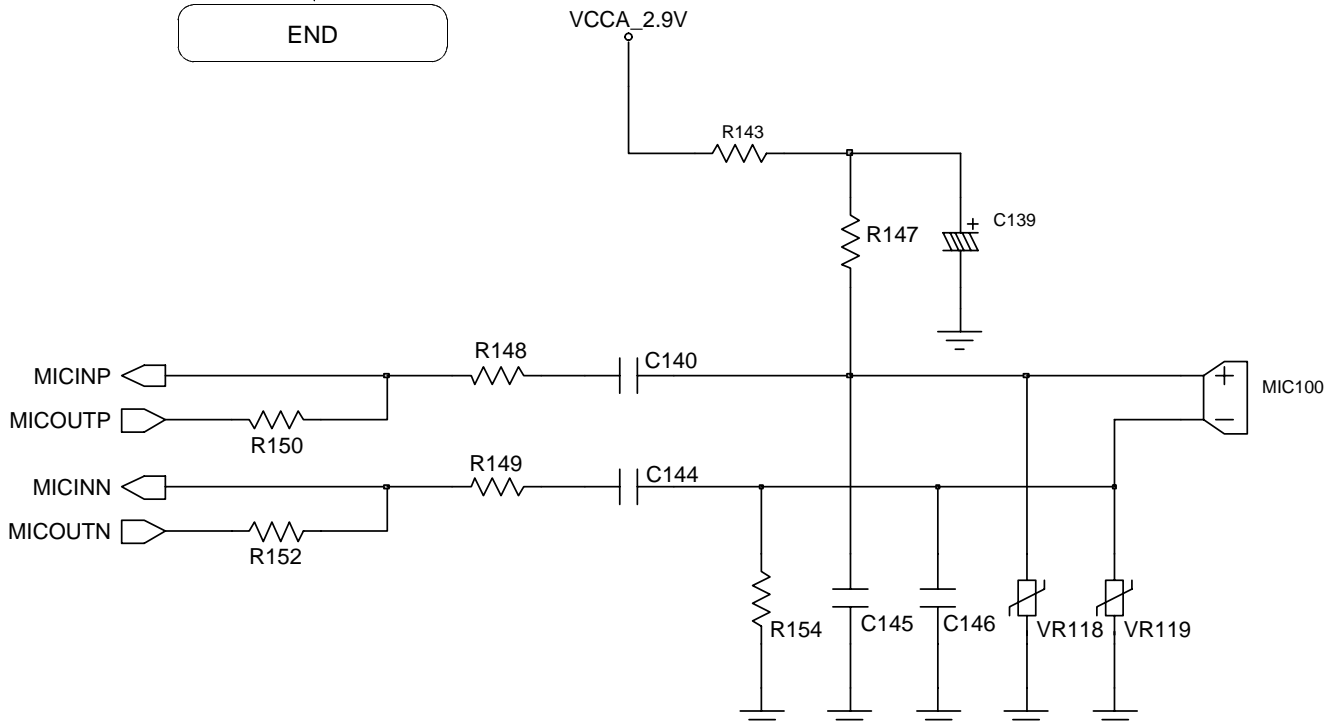 END
VCCA_2.9V
R143
R147
+
C139
R148
C140
MICINP
+
MIC100
MICOUTP
−
R150
R149
C144
MICINN
MICOUTN
R152
R154
C145
C146
VR118
VR119